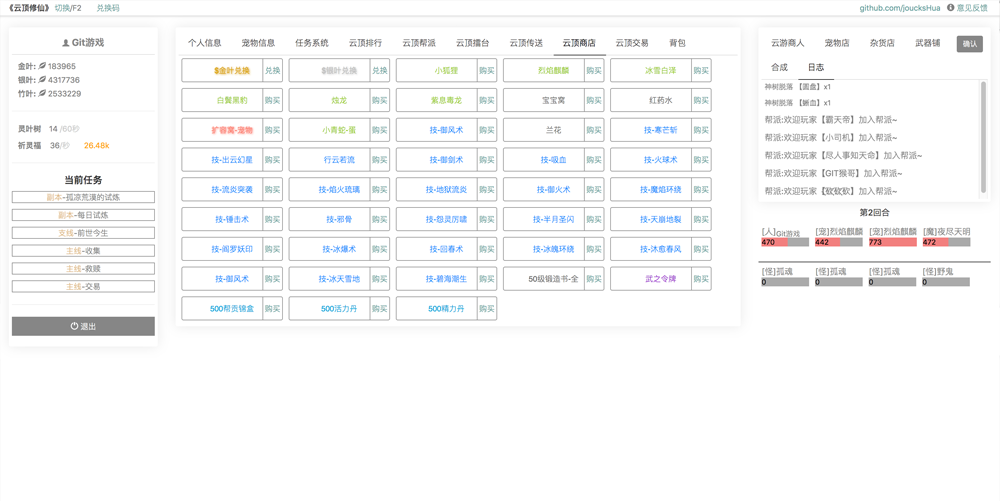 《云顶修仙》 切换/F2 兑换码 github.com/joucksHua 意见反馈
Git游戏
金叶: 183965
银叶: 4317736
竹叶: 2533229
灵叶树 14 /60秒
祈灵福 36/秒 26.48k
当前任务
副本-孤凉荒漠的试炼
副本-每日试炼
支线-前世今生
主线-收集
主线-救赎
主线-交易
退出
个人信息 宠物信息 任务系统 云顶排行 云顶帮派 云顶擂台 云顶传送 云顶商店 云顶交易 背包
$金叶兑换 兑换 $银叶兑换 兑换 小狐狸 购买 烈焰麒麟 购买 冰雪白泽 购买
白鬓黑豹 购买 烛龙 购买 紫息毒龙 购买 宝宝窝 购买 红药水 购买
扩容窝-宠物 购买 小青蛇-蛋 购买 技-御风术 购买 兰花 购买 技-寒芒斩 购买
技-出云幻星 购买 行云若流 购买 技-御剑术 购买 技-吸血 购买 技-火球术 购买
技-流炎突袭 购买 技-焰火琉璃 购买 技-地狱流炎 购买 技-御火术 购买 技-魔焰环绕 购买
技-锤击术 购买 技-邪骨 购买 技-怨灵厉啸 购买 技-半月圣闪 购买 技-天崩地裂 购买
技-阎罗妖印 购买 技-冰爆术 购买 技-回春术 购买 技-冰魄环绕 购买 技-沐愈春风 购买
技-御风术 购买 技-冰天雪地 购买 技-碧海潮生 购买 50级锻造书-全 购买 武之令牌 购买
500帮贡锦盒 购买 500活力丹 购买 500精力丹 购买
云游商人 宠物店 杂货店 武器铺 确认
合成 日志
神树脱落 【圆盒】x1
神树脱落 【蜥血】x1
帮派:欢迎玩家【霸天帝】加入帮派~
帮派:欢迎玩家【小司机】加入帮派~
帮派:欢迎玩家【尽人事知天命】加入帮派~
帮派:欢迎玩家【GIT猴哥】加入帮派~
帮派:欢迎玩家【欤欤欤】加入帮派~
第2回合
[人]Git游戏 [宠]烈焰麒麟 [宠]烈焰麒麟 [魔]夜尽天明
470 442 773 472
[怪]孤魂 [怪]孤魂 [怪]孤魂 [怪]野鬼
0 0 0 0